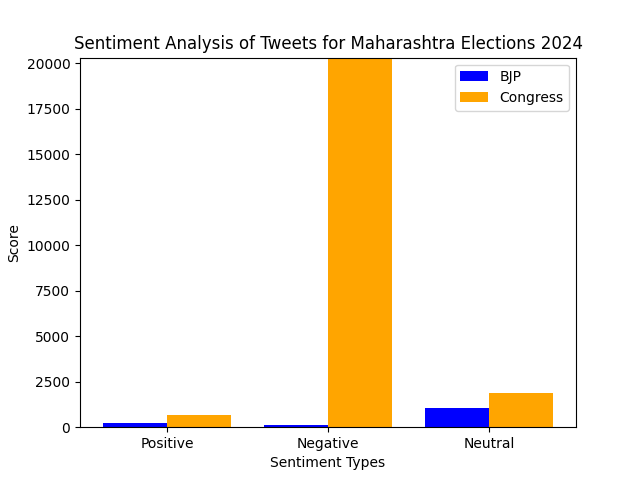 Sentiment Analysis of Tweets for Maharashtra Elections 2024
BJP
Congress
20000
17500
15000
12500
10000
7500
5000
2500
0
Score
Positive Negative Neutral
Sentiment Types